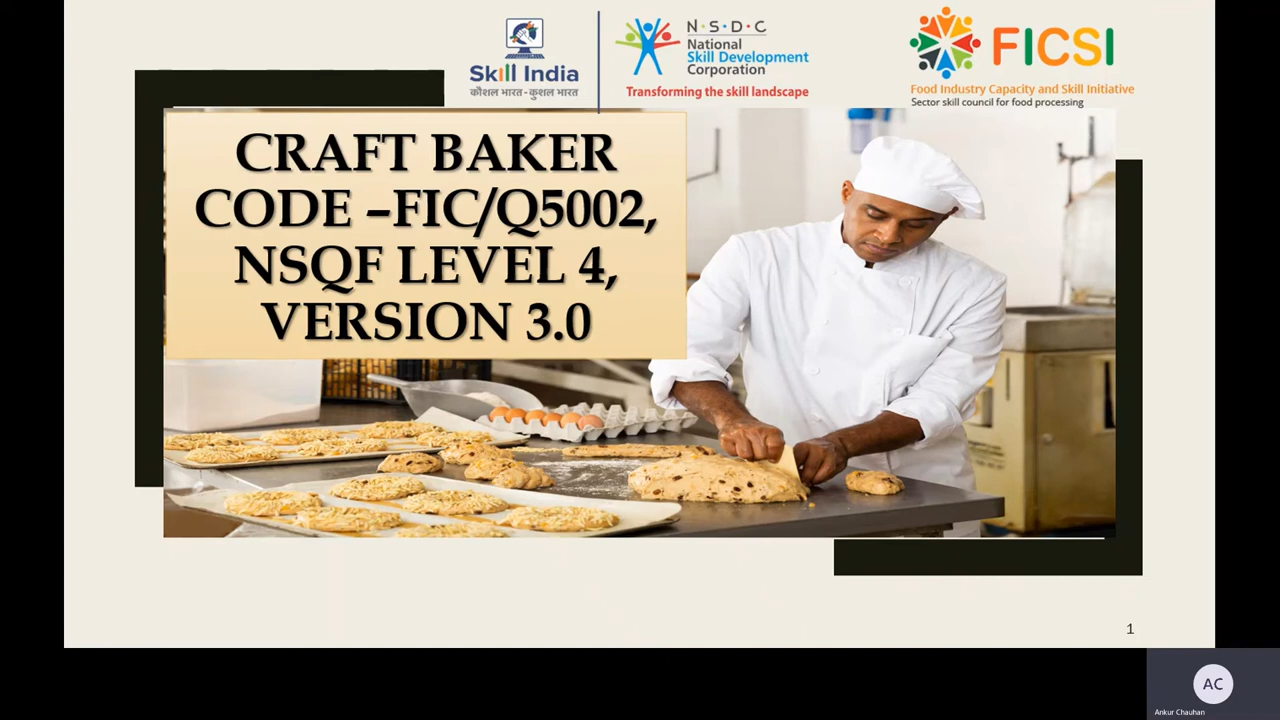 Skill India
कौशल भारत-कुशल भारत
N·S·D·C
National
Skill Development
Corporation
Transforming the skill landscape
FICSI
Food Industry Capacity and Skill Initiative
Sector skill council for food processing
CRAFT BAKER
CODE –FIC/Q5002,
NSQF LEVEL 4,
VERSION 3.0
1
AC
Ankur Chauhan